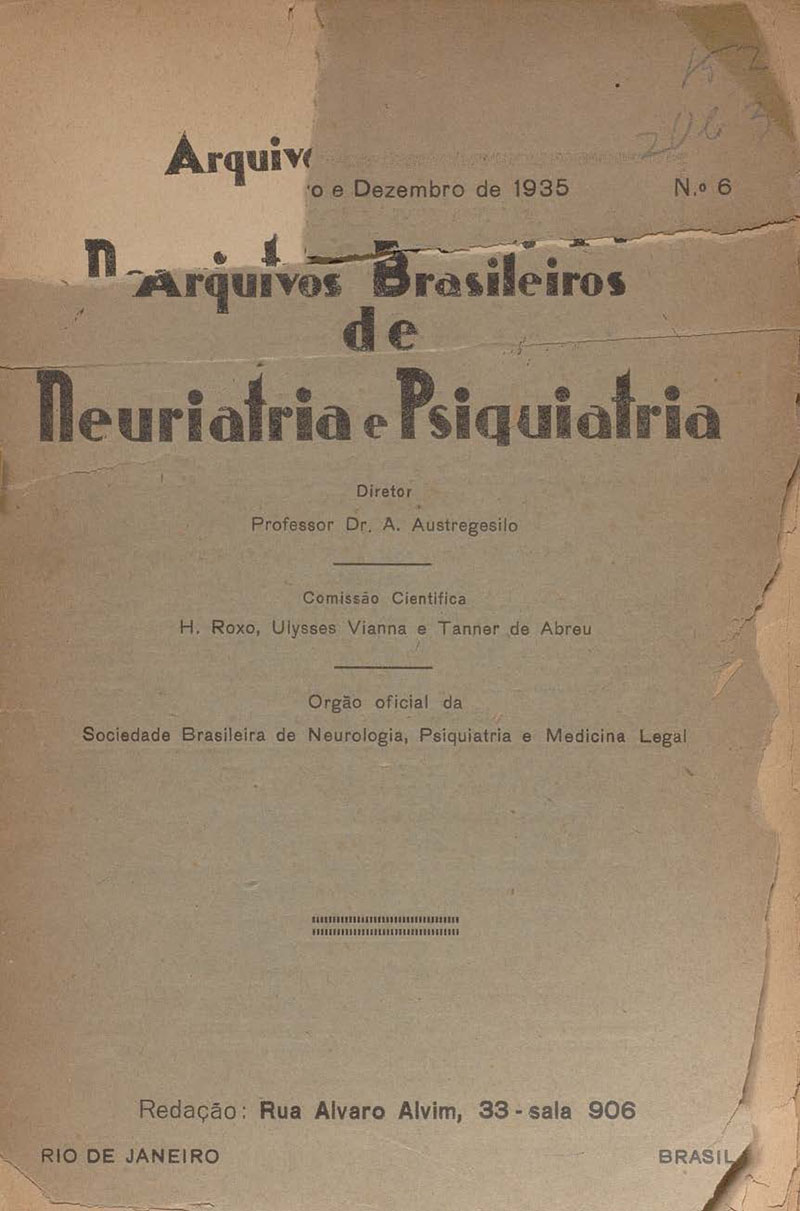 Arquiv
o e Dezembro de 1935 N.º 6
Arquivos Brasileiros
de
Neuriatria e Psiquiatria
Diretor
Professor Dr. A. Austregesilo
Comissão Cientifica
H. Roxo, Ulysses Vianna e Tanner de Abreu
Orgão oficial da
Sociedade Brasileira de Neurologia, Psiquiatria e Medicina Legal
Redação: Rua Alvaro Alvim, 33 - sala 906
RIO DE JANEIRO BRASIL